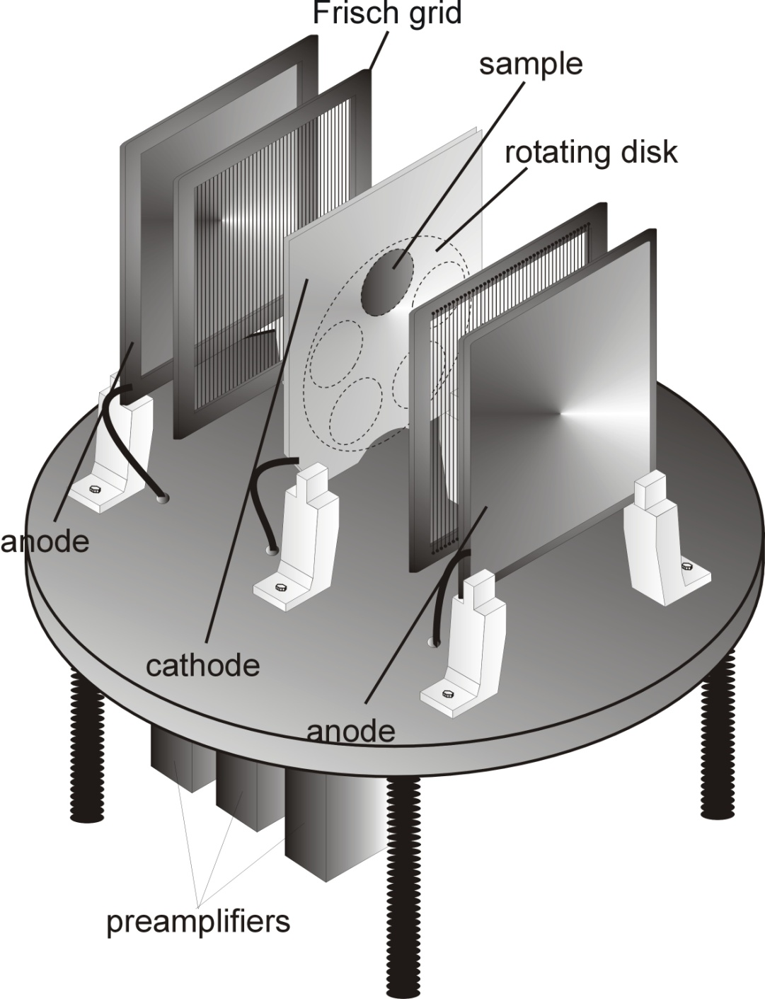 Frisch grid
sample
rotating disk
anode
cathode
anode
preamplifiers